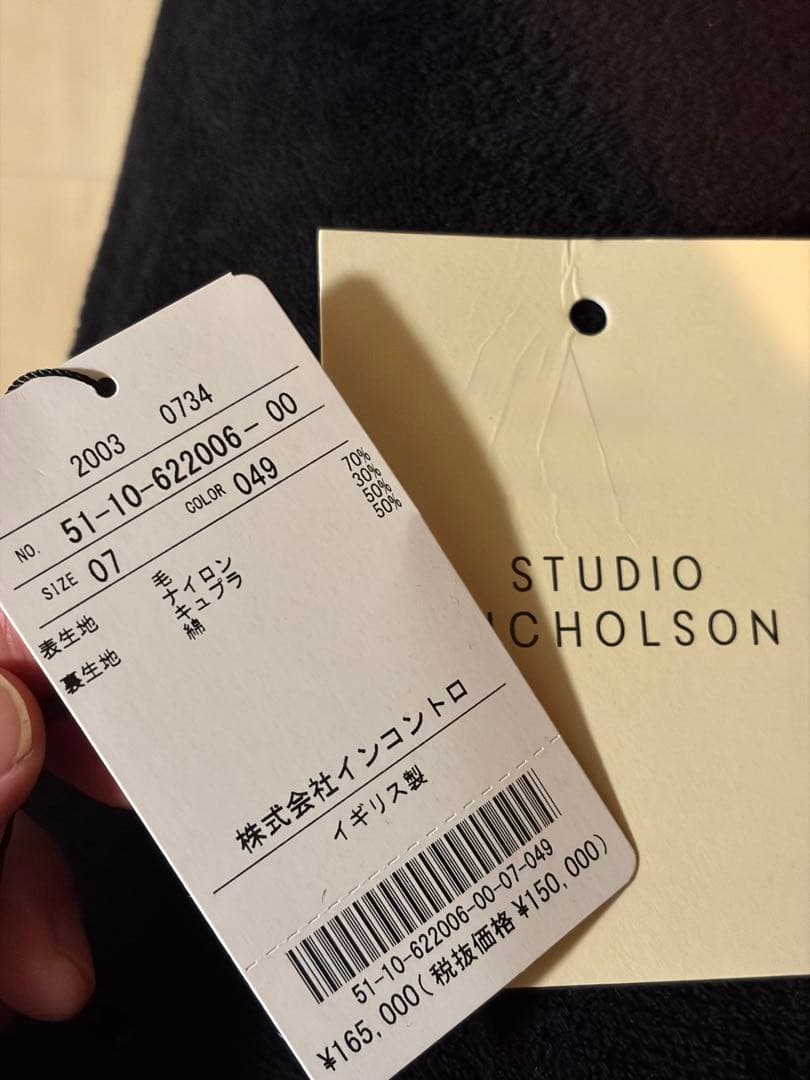 2003 0734
NO. 51-10-622006-00
SIZE 07 COLOR 049
表生地 毛 70%
ナイロン 30%
裏生地 キュプラ 50%
綿 50%
株式会社インコントロ
イギリス製
51-10-622006-00-07-049
¥165,000(税抜価格 ¥150,000)
STUDIO
NICHOLSON